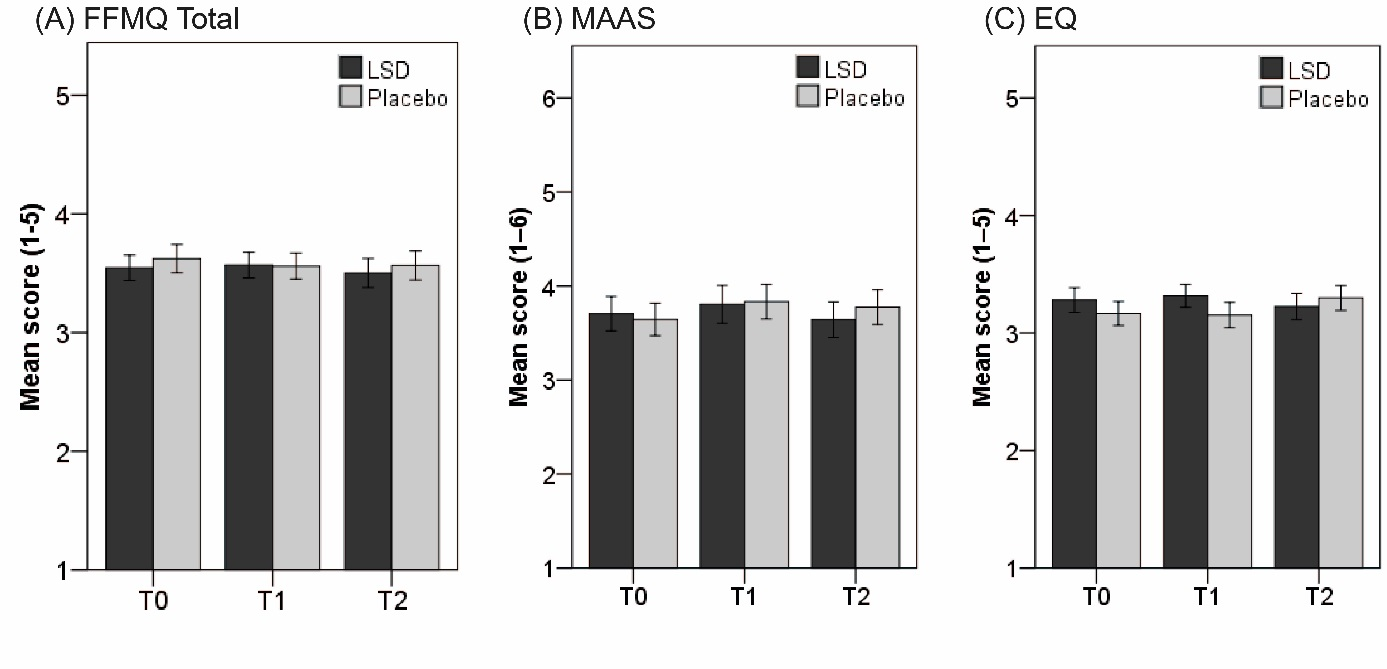 (A) FFMQ Total
LSD
Placebo
Mean score (1-5)
5
4
3
2
1
T0
T1
T2
(B) MAAS
LSD
Placebo
Mean score (1–6)
6
5
4
3
2
1
T0
T1
T2
(C) EQ
LSD
Placebo
Mean score (1–5)
5
4
3
2
1
T0
T1
T2